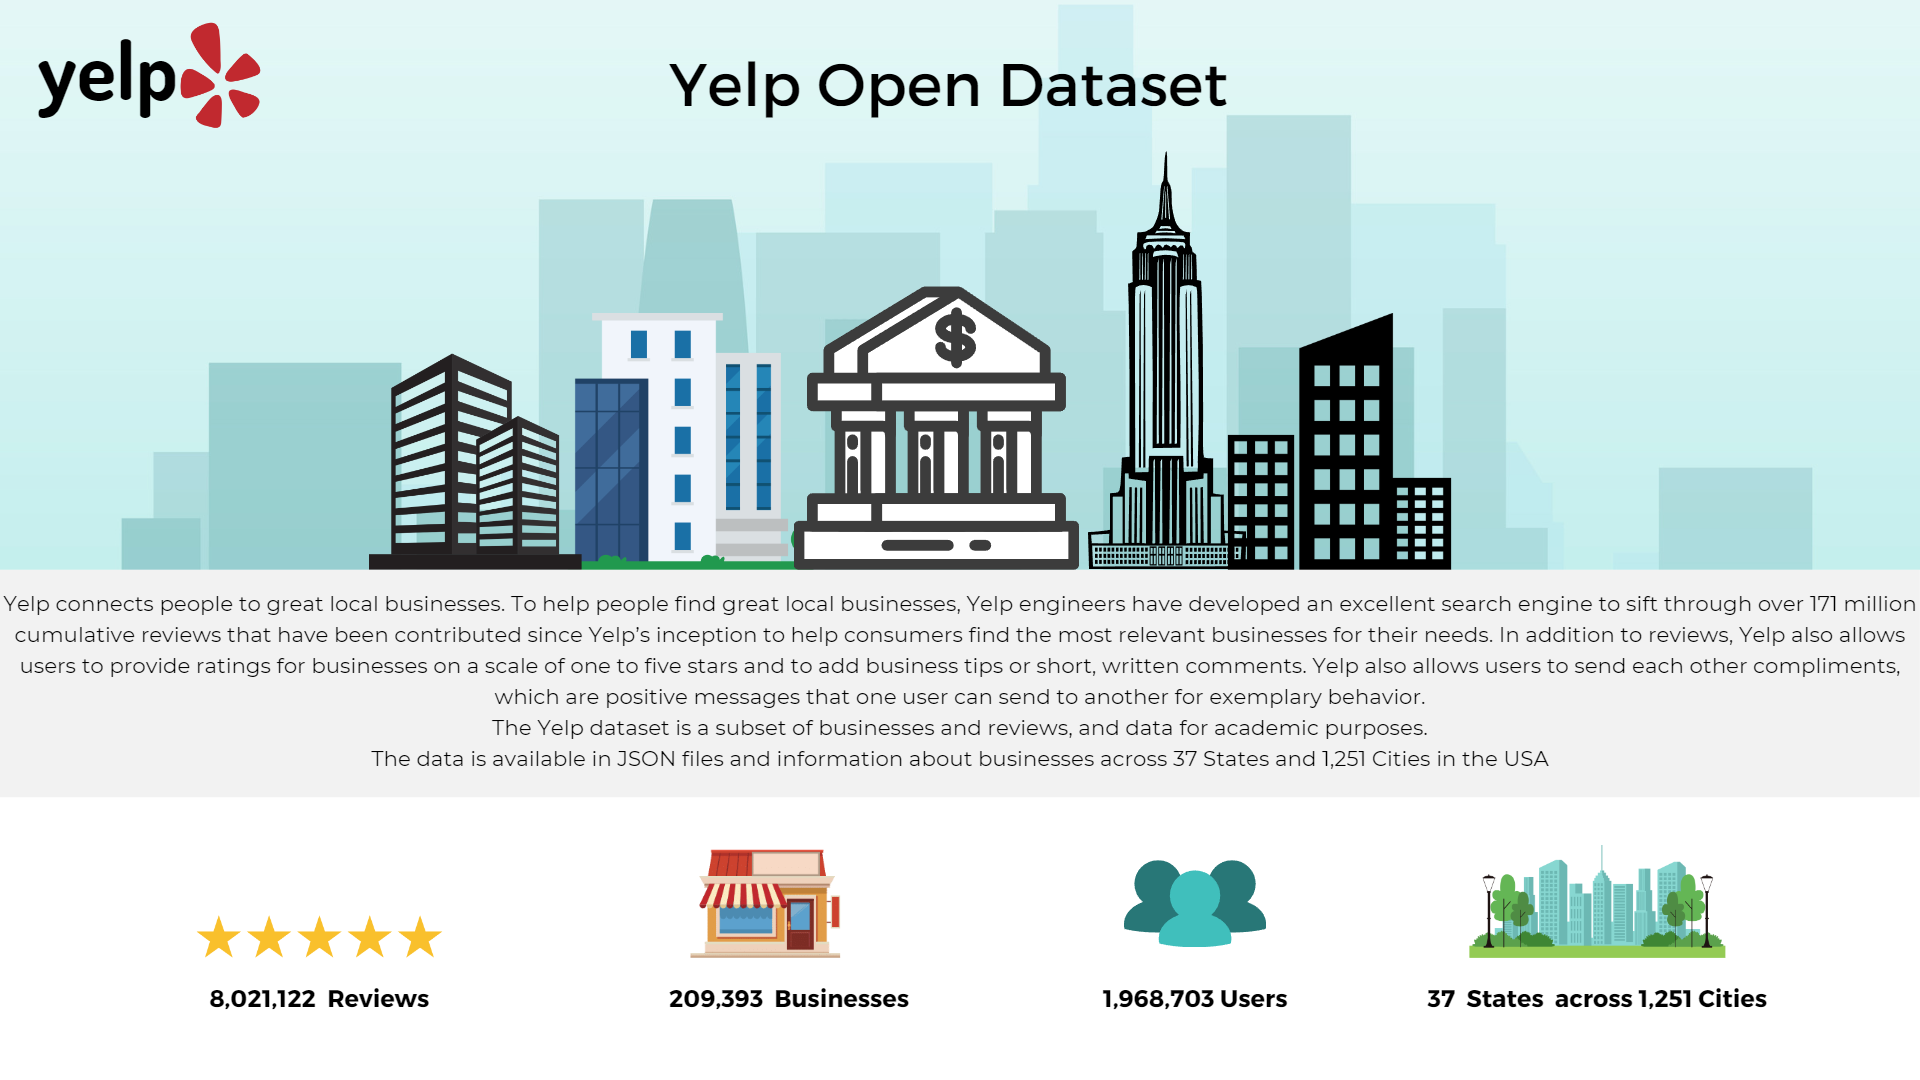 yelp
Yelp Open Dataset
$
Yelp connects people to great local businesses. To help people find great local businesses, Yelp engineers have developed an excellent search engine to sift through over 171 million
cumulative reviews that have been contributed since Yelp’s inception to help consumers find the most relevant businesses for their needs. In addition to reviews, Yelp also allows
users to provide ratings for businesses on a scale of one to five stars and to add business tips or short, written comments. Yelp also allows users to send each other compliments,
which are positive messages that one user can send to another for exemplary behavior.
The Yelp dataset is a subset of businesses and reviews, and data for academic purposes.
The data is available in JSON files and information about businesses across 37 States and 1,251 Cities in the USA
8,021,122 Reviews
209,393 Businesses
1,968,703 Users
37 States across 1,251 Cities